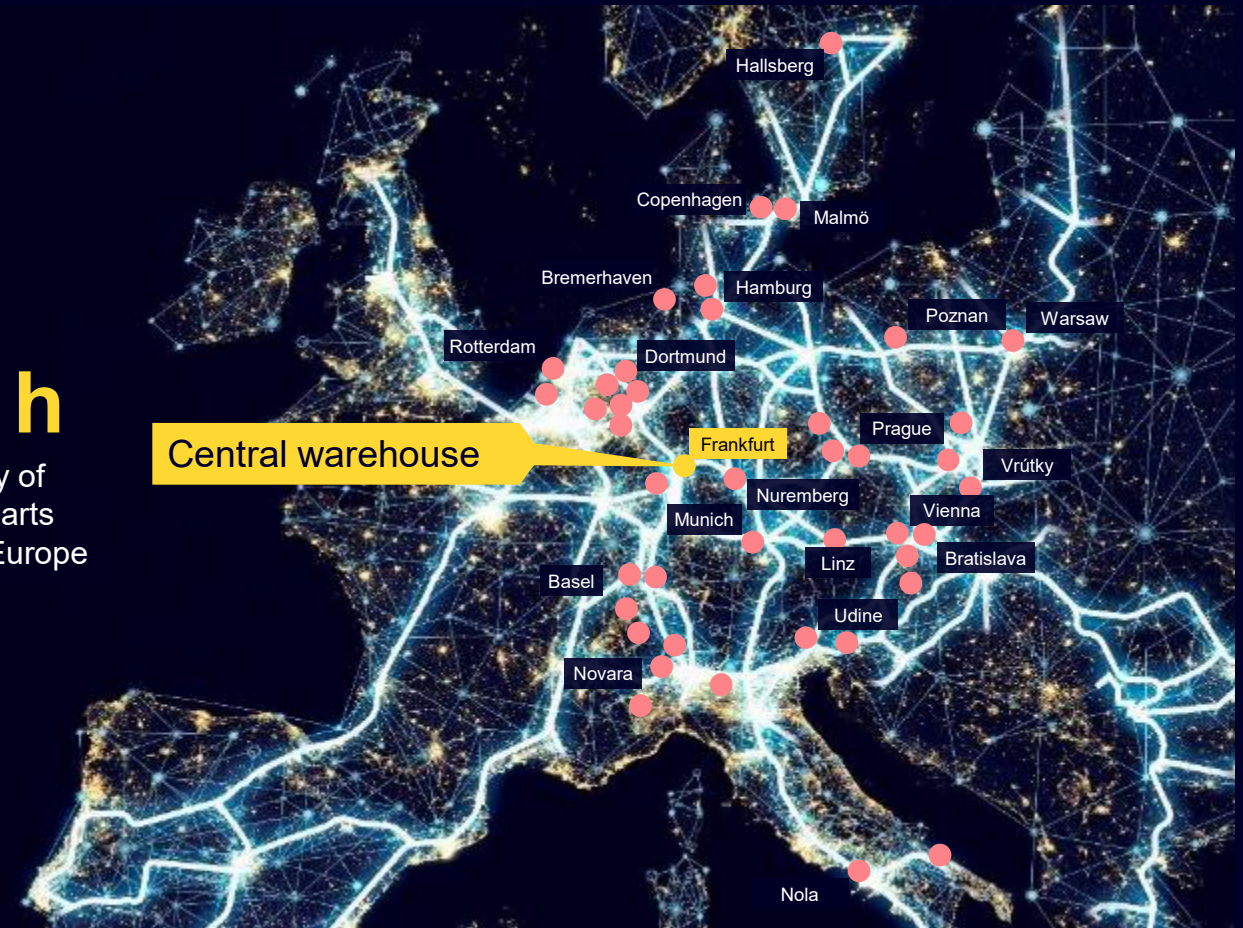 Hallsberg
Copenhagen
Malmö
Bremerhaven
Hamburg
Poznan
Warsaw
Rotterdam
Dortmund
h
Central warehouse
Frankfurt
Prague
y of
arts
Europe
Vrútky
Nuremberg
Munich
Vienna
Linz
Bratislava
Basel
Udine
Novara
Nola